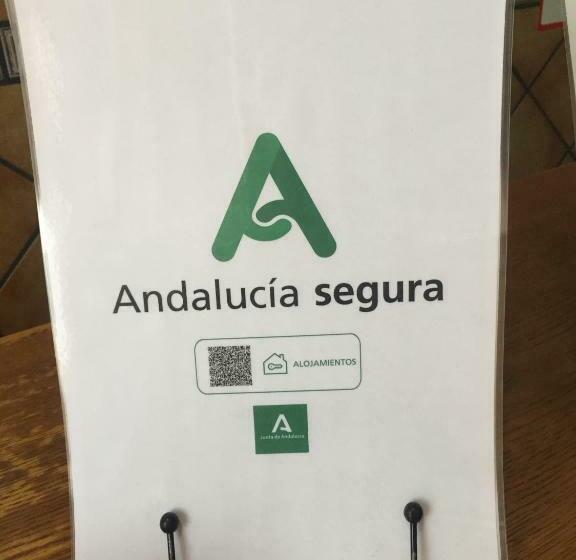 Andalucía segura
ALOJAMIENTOS
Junta de Andalucía